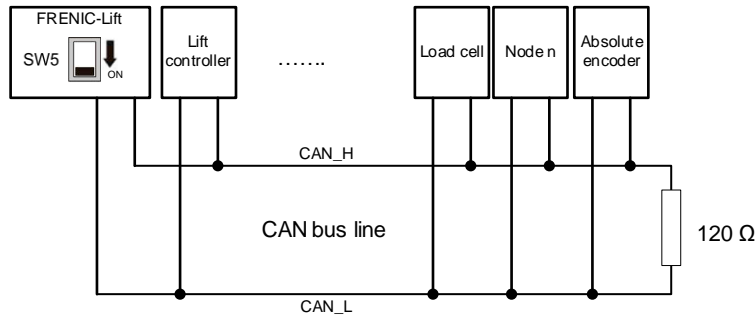 FRENIC-Lift
SW5
ON
Lift
controller
.......
Load cell
Node n
Absolute
encoder
CAN_H
CAN bus line
120 Ω
CAN_L